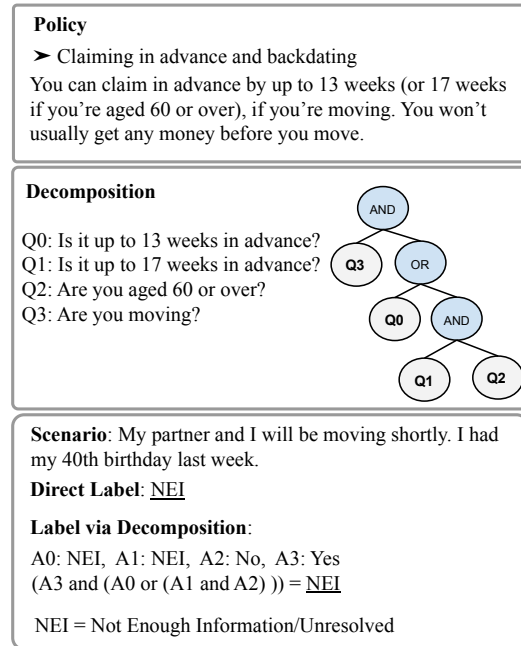 Policy
➤ Claiming in advance and backdating
You can claim in advance by up to 13 weeks (or 17 weeks
if you're aged 60 or over), if you're moving. You won't
usually get any money before you move.
Decomposition
Q0: Is it up to 13 weeks in advance?
Q1: Is it up to 17 weeks in advance?
Q2: Are you aged 60 or over?
Q3: Are you moving?
AND
Q3
OR
Q0
AND
Q1
Q2
Scenario: My partner and I will be moving shortly. I had
my 40th birthday last week.
Direct Label: NEI
Label via Decomposition:
A0: NEI, A1: NEI, A2: No, A3: Yes
(A3 and (A0 or (A1 and A2) )) = NEI
NEI = Not Enough Information/Unresolved